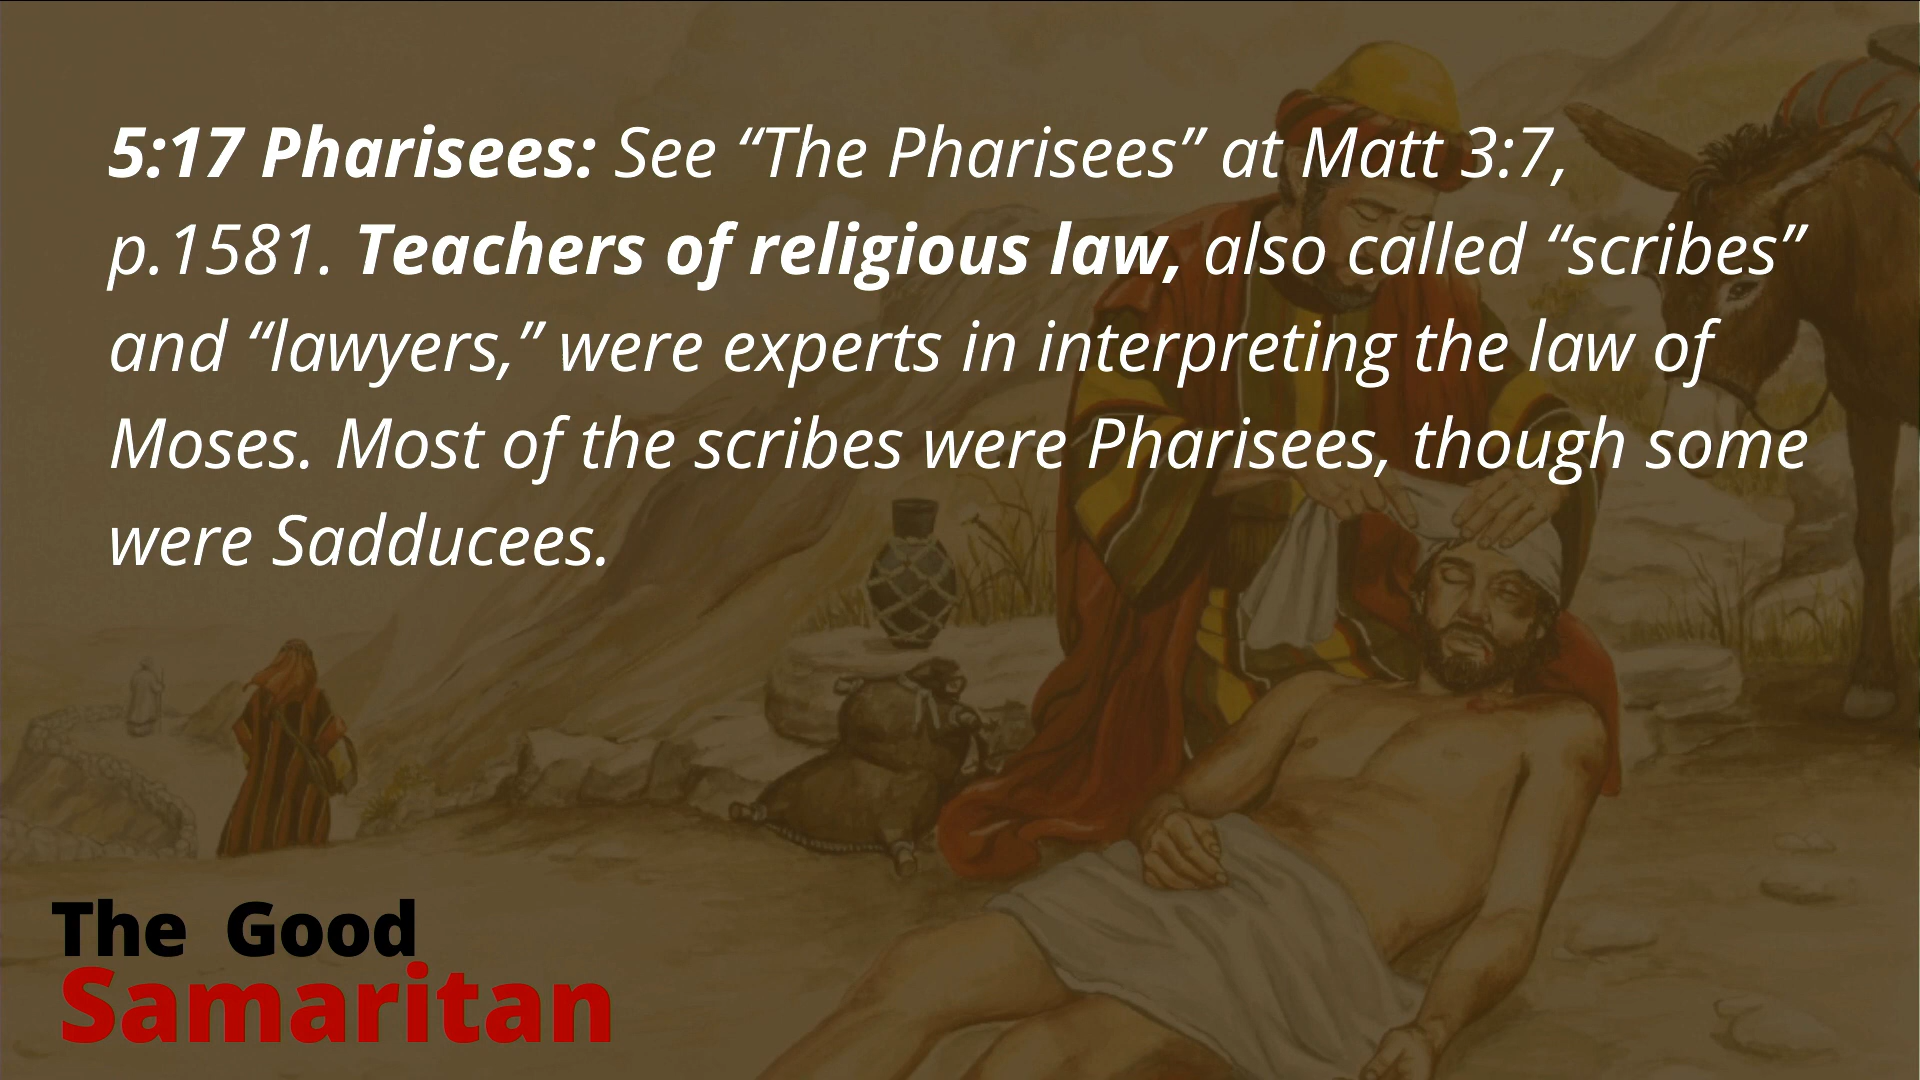 5:17 Pharisees: See “The Pharisees” at Matt 3:7,
p.1581. Teachers of religious law, also called “scribes”
and “lawyers,” were experts in interpreting the law of
Moses. Most of the scribes were Pharisees, though some
were Sadducees.
The Good
Samaritan